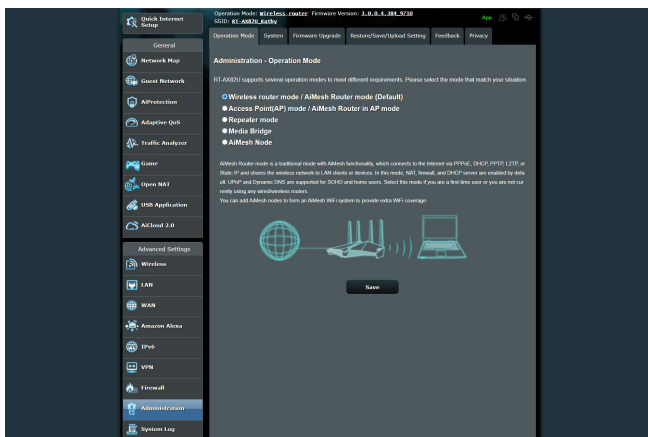 Quick Internet
Setup
General
Network Map
Guest Network
AiProtection
Adaptive QoS
Traffic Analyzer
Game
Open NAT
USB Application
AiCloud 2.0
Advanced Settings
Wireless
LAN
WAN
Amazon Alexa
IPv6
VPN
Firewall
Administration
System Log
Operation Mode: Wireless router Firmware Version: 3.0.0.4.384_9710
SSID: RT-AX82U_Kathy
App
Operation Mode System Firmware Upgrade Restore/Save/Upload Setting Feedback Privacy
Administration - Operation Mode
RT-AX82U supports several operation modes to meet different requirements. Please select the mode that match your situation.
Wireless router mode / AiMesh Router mode (Default)
Access Point(AP) mode / AiMesh Router in AP mode
Repeater mode
Media Bridge
AiMesh Node
AiMesh Router mode is a traditional mode with AiMesh functionality, which connects to the Internet via PPPoE, DHCP, PPTP, L2TP, or
Static IP and shares the wireless network to LAN clients or devices. In this mode, NAT, firewall, and DHCP server are enabled by defa
ult. UPnP and Dynamic DNS are supported for SOHO and home users. Select this mode if you are a first-time user or you are not cur
rently using any wired/wireless routers.
You can add AiMesh nodes to form an AiMesh WiFi system to provide extra WiFi coverage.
Save